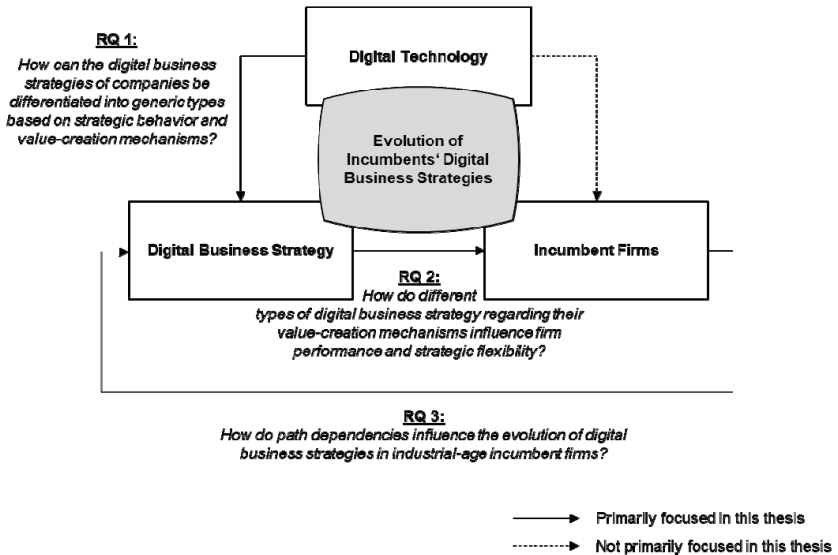 RQ 1:
How can the digital business
strategies of companies be
differentiated into generic types
based on strategic behavior and
value-creation mechanisms?
Digital Technology
Evolution of
Incumbents‘ Digital
Business Strategies
Digital Business Strategy
Incumbent Firms
RQ 2:
How do different
types of digital business strategy regarding their
value-creation mechanisms influence firm
performance and strategic flexibility?
RQ 3:
How do path dependencies influence the evolution of digital
business strategies in industrial-age incumbent firms?
Primarily focused in this thesis
Not primarily focused in this thesis